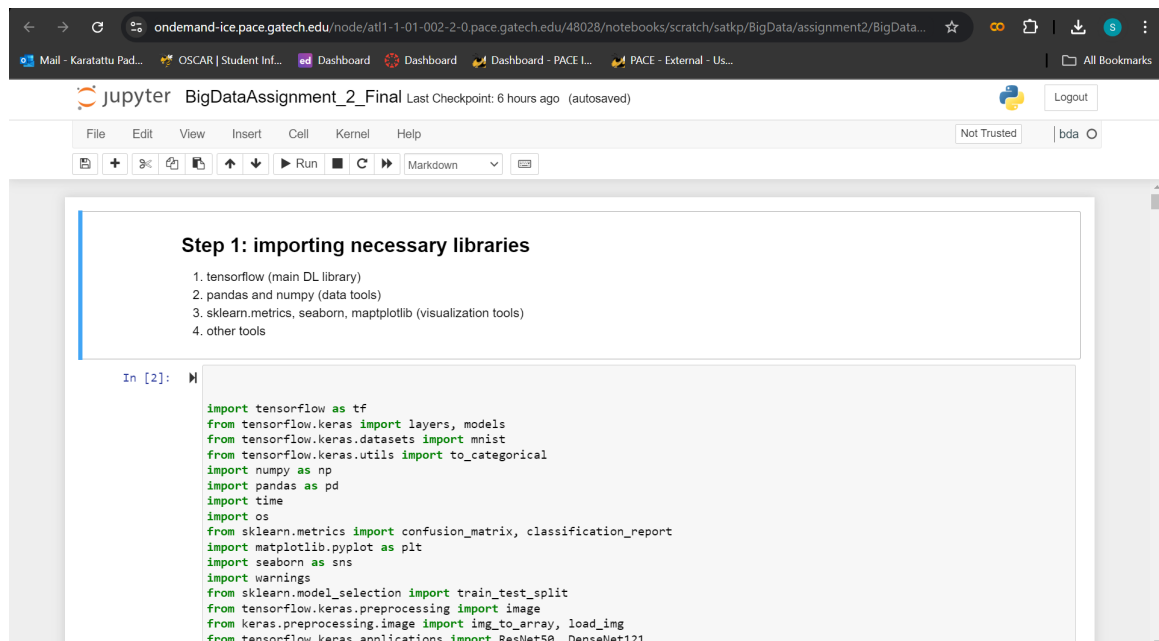 ondemand-ice.pace.gatech.edu/node/atl1-1-01-002-2-0.pace.gatech.edu/48028/notebooks/scratch/satkp/BigData/assignment2/BigData...
S
Mail - Karatattu Pad...
OSCAR | Student Inf...
ed Dashboard
Dashboard
Dashboard - PACE I...
PACE - External - Us...
All Bookmarks
jupyter BigDataAssignment_2_Final Last Checkpoint: 6 hours ago (autosaved)
Logout
File Edit View Insert Cell Kernel Help
Not Trusted
bda
Run
Markdown
Step 1: importing necessary libraries
1. tensorflow (main DL library)
2. pandas and numpy (data tools)
3. sklearn.metrics, seaborn, maptplotlib (visualization tools)
4. other tools
In [2]:
import tensorflow as tf
from tensorflow.keras import layers, models
from tensorflow.keras.datasets import mnist
from tensorflow.keras.utils import to_categorical
import numpy as np
import pandas as pd
import time
import os
from sklearn.metrics import confusion_matrix, classification_report
import matplotlib.pyplot as plt
import seaborn as sns
import warnings
from sklearn.model_selection import train_test_split
from tensorflow.keras.preprocessing import image
from keras.preprocessing.image import img_to_array, load_img
from tensorflow.keras.applications import ResNet50, DenseNet121